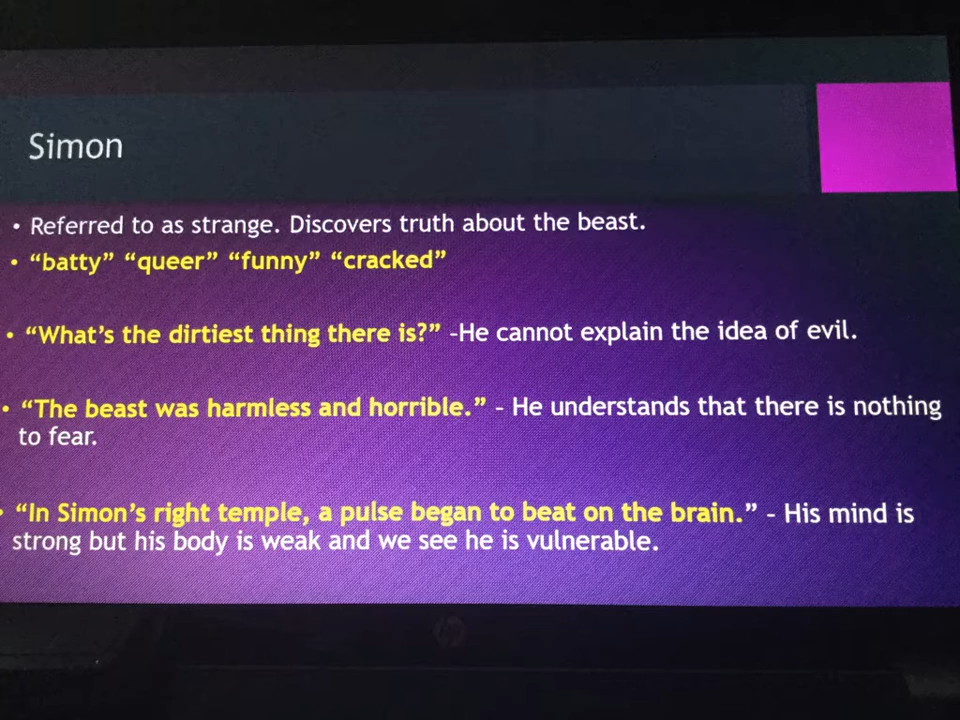 Simon
• Referred to as strange. Discovers truth about the beast.
• “batty” “queer” “funny” “cracked”
• “What’s the dirtiest thing there is?” –He cannot explain the idea of evil.
• “The beast was harmless and horrible.” – He understands that there is nothing
to fear.
• “In Simon’s right temple, a pulse began to beat on the brain.” – His mind is
strong but his body is weak and we see he is vulnerable.
hp